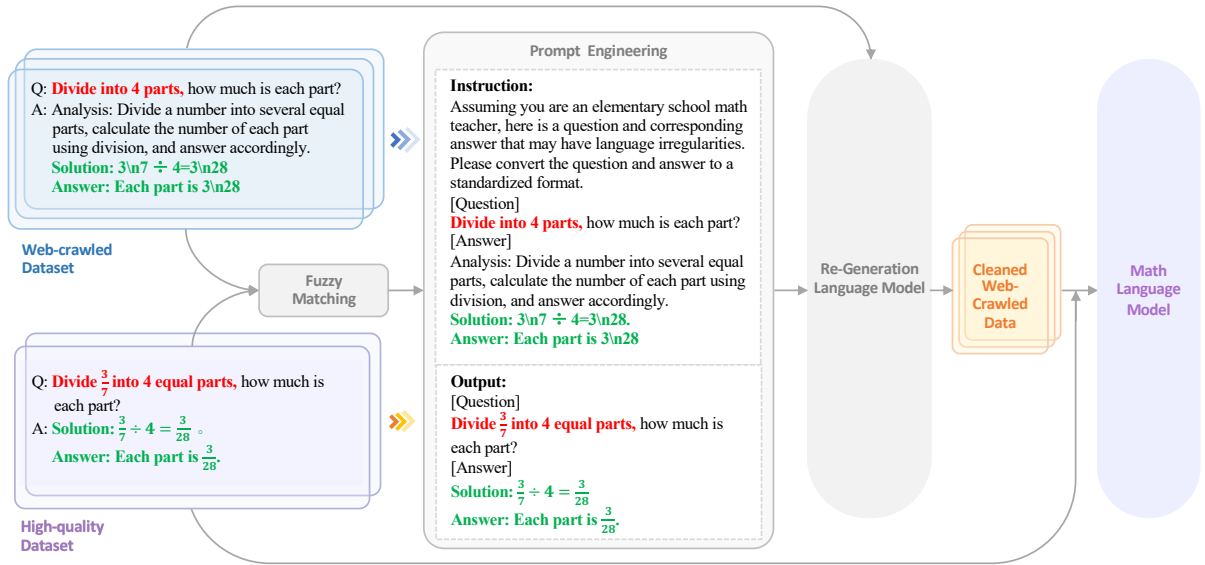 Q: Divide into 4 parts, how much is each part?
A: Analysis: Divide a number into several equal
parts, calculate the number of each part
using division, and answer accordingly.
Solution: 3\n7 ÷ 4=3\n28
Answer: Each part is 3\n28
Web-crawled
Dataset
Fuzzy
Matching
Q: Divide 3/7 into 4 equal parts, how much is
each part?
A: Solution: 3/7 ÷ 4 = 3/28 。
Answer: Each part is 3/28.
High-quality
Dataset
Prompt Engineering
Instruction:
Assuming you are an elementary school math
teacher, here is a question and corresponding
answer that may have language irregularities.
Please convert the question and answer to a
standardized format.
[Question]
Divide into 4 parts, how much is each part?
[Answer]
Analysis: Divide a number into several equal
parts, calculate the number of each part using
division, and answer accordingly.
Solution: 3\n7 ÷ 4=3\n28.
Answer: Each part is 3\n28
Output:
[Question]
Divide 3/7 into 4 equal parts, how much is
each part?
[Answer]
Solution: 3/7 ÷ 4 = 3/28
Answer: Each part is 3/28.
Re-Generation
Language Model
Cleaned
Web-
Crawled
Data
Math
Language
Model